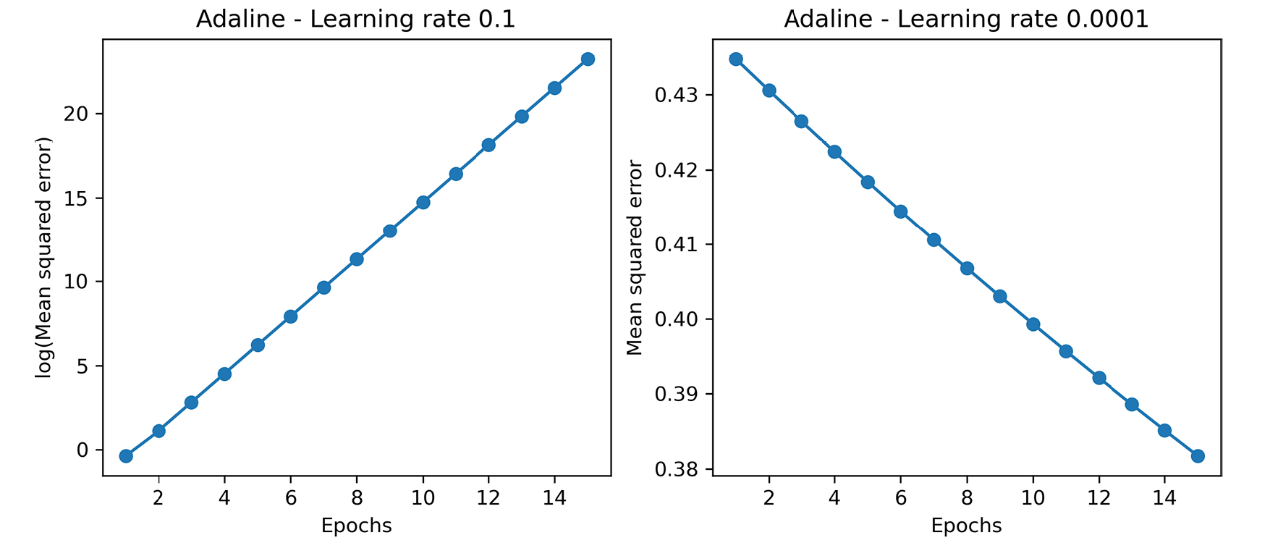 Adaline - Learning rate 0.1
log(Mean squared error)
20
15
10
5
0
2 4 6 8 10 12 14
Epochs
Adaline - Learning rate 0.0001
Mean squared error
0.43
0.42
0.41
0.40
0.39
0.38
2 4 6 8 10 12 14
Epochs